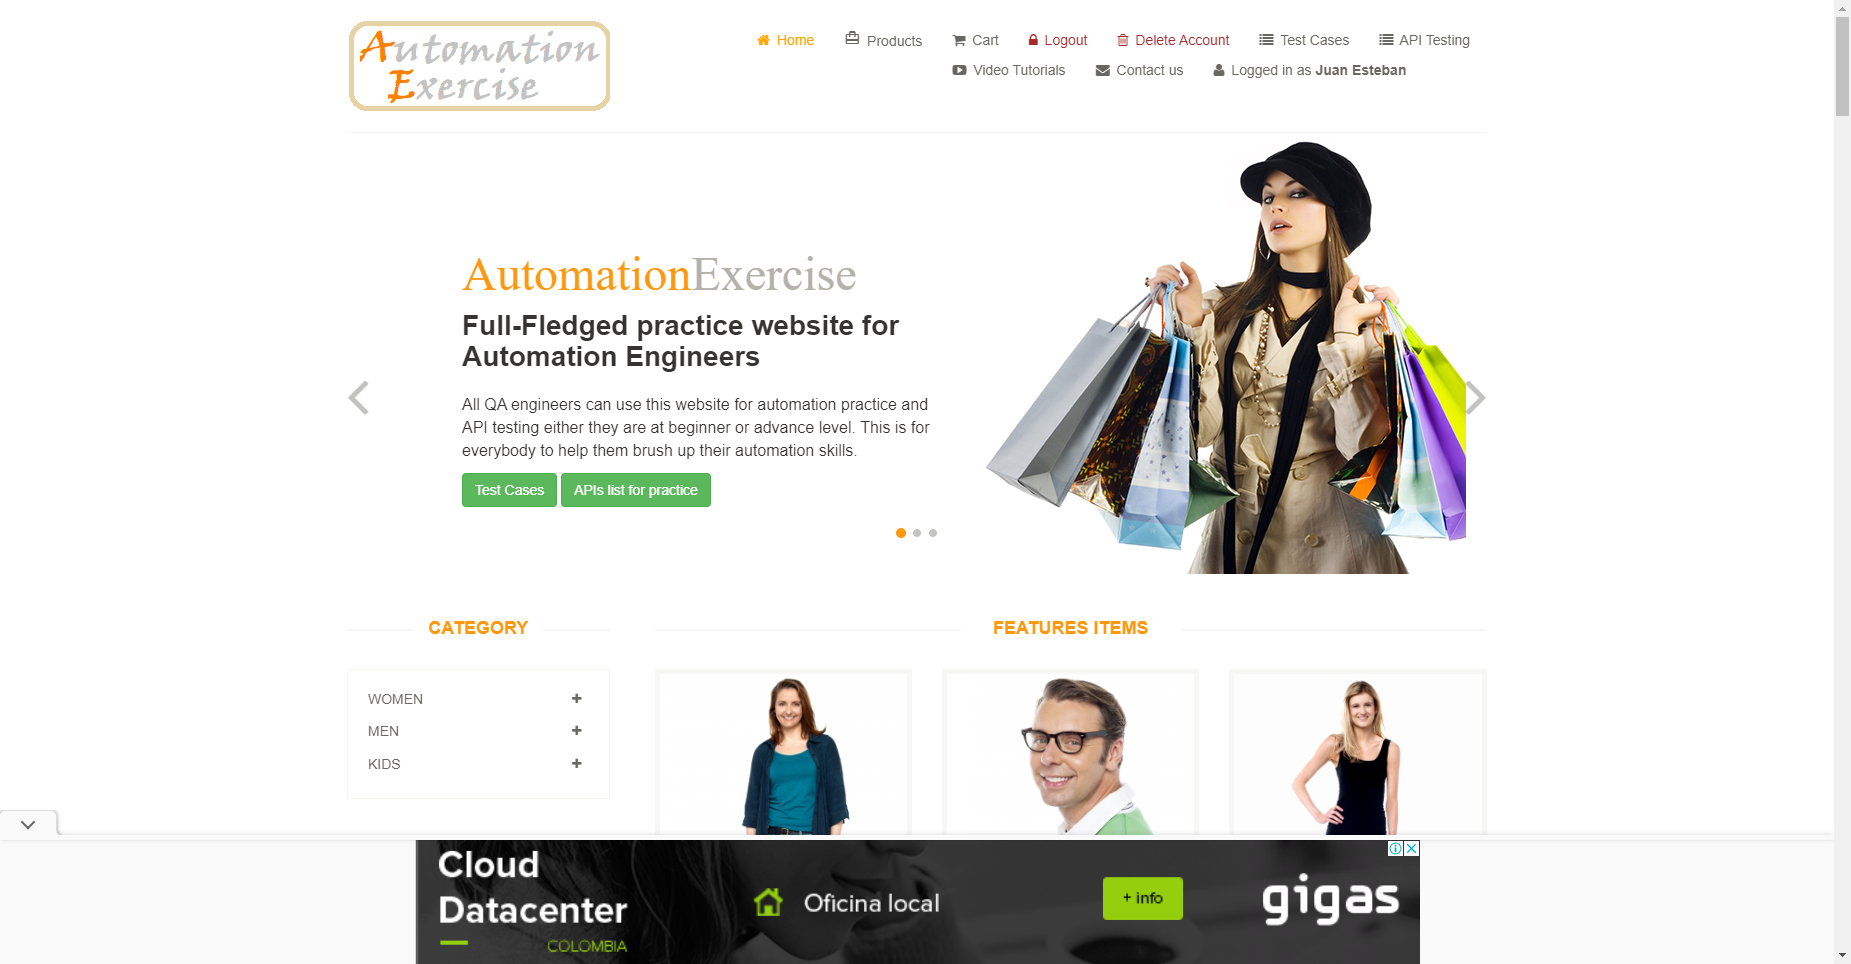 Automation
Exercise
Home Products Cart Logout Delete Account Test Cases API Testing
Video Tutorials Contact us Logged in as Juan Esteban
AutomationExercise
Full-Fledged practice website for
Automation Engineers
All QA engineers can use this website for automation practice and
API testing either they are at beginner or advance level. This is for
everybody to help them brush up their automation skills.
Test Cases APIs list for practice
CATEGORY
WOMEN
MEN
KIDS
FEATURES ITEMS
Cloud
Datacenter
COLOMBIA
Oficina local
+ info
gigas